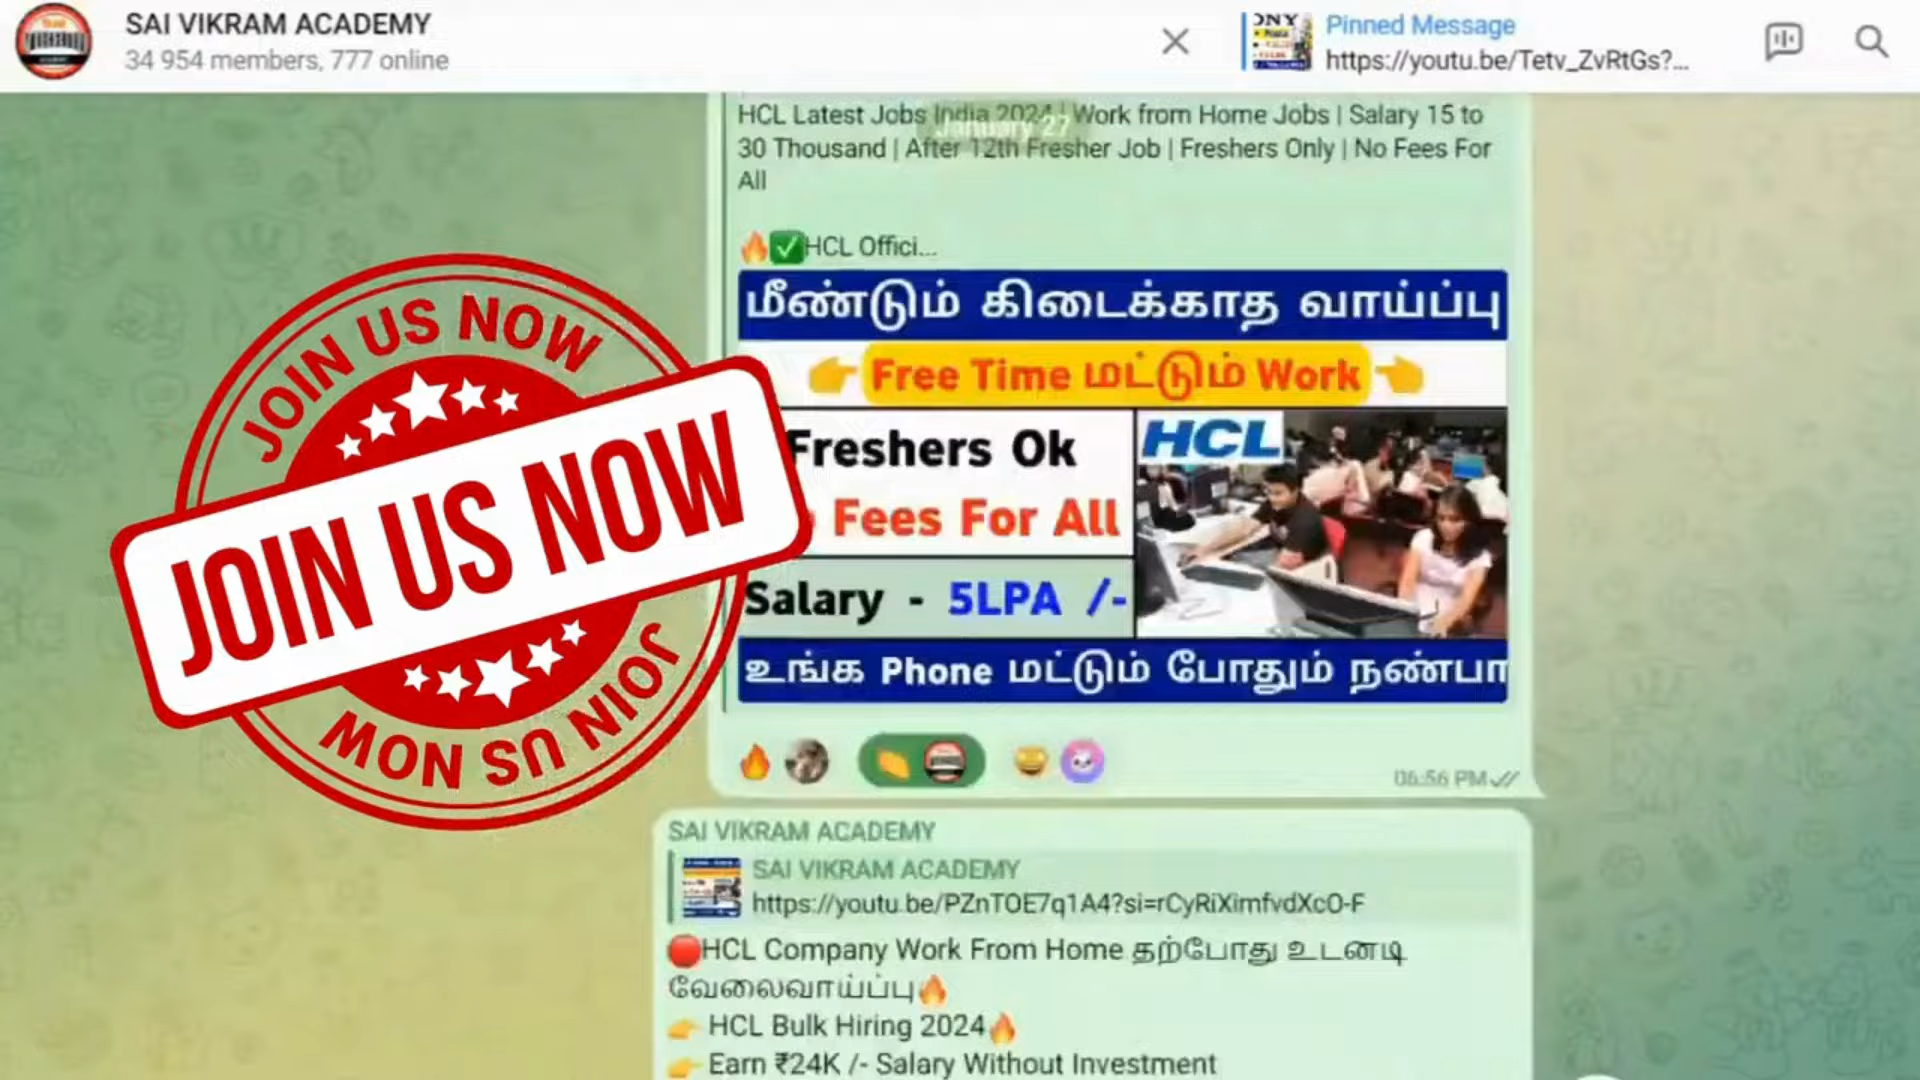 SAI VIKRAM ACADEMY
34 954 members, 777 online
Pinned Message
https://youtu.be/Tetv_ZvRtGs?...
HCL Latest Jobs India 2024 | Work from Home Jobs | Salary 15 to
January 27
30 Thousand | After 12th Fresher Job | Freshers Only | No Fees For
All
🔥✅HCL Offici...
மீண்டும் கிடைக்காத வாய்ப்பு
👉 Free Time மட்டும் Work 👈
Freshers Ok
Fees For All
HCL
Salary - 5LPA /-
உங்க Phone மட்டும் போதும் நண்பா
06:56 PM
JOIN US NOW
JOIN US NOW
JOIN US NOW
SAI VIKRAM ACADEMY
SAI VIKRAM ACADEMY
https://youtu.be/PZnTOE7q1A4?si=rCyRiXimfvdXcO-F
🔴HCL Company Work From Home தற்போது உடனடி
வேலைவாய்ப்பு🔥
👉 HCL Bulk Hiring 2024🔥
👉 Earn ₹24K /- Salary Without Investment